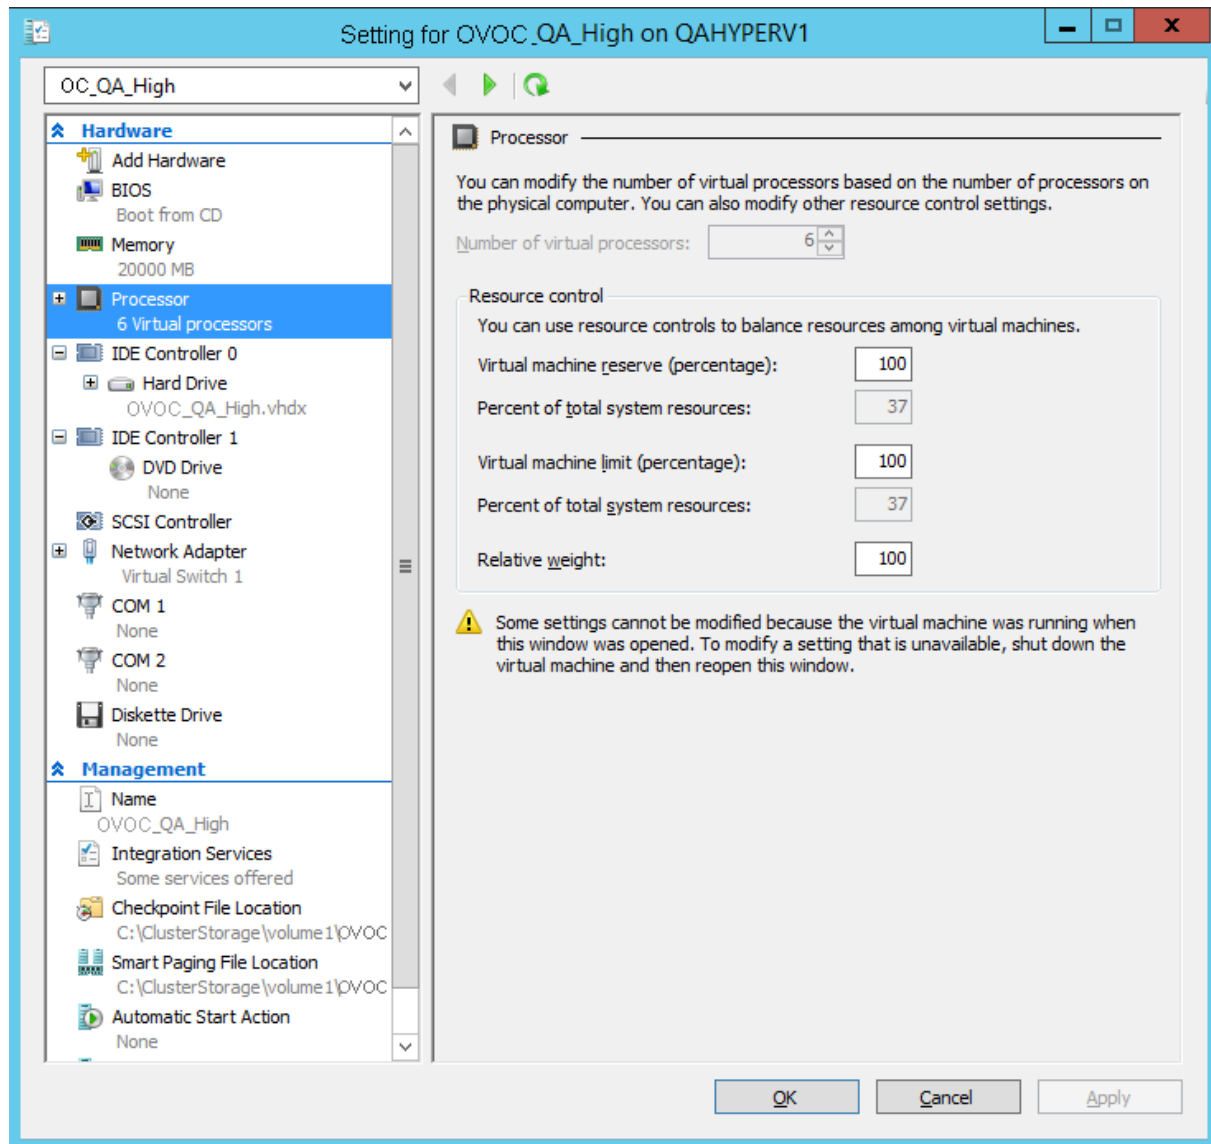 Setting for OVOC_QA_High on QAHYPERV1
X
OC_QA_High
Hardware
Add Hardware
BIOS
Boot from CD
Memory
20000 MB
Processor
6 Virtual processors
IDE Controller 0
Hard Drive
OVOC_QA_High.vhdx
IDE Controller 1
DVD Drive
None
SCSI Controller
Network Adapter
Virtual Switch 1
COM 1
None
COM 2
None
Diskette Drive
None
Management
Name
OVOC_QA_High
Integration Services
Some services offered
Checkpoint File Location
C:\ClusterStorage\volume1\OVOC
Smart Paging File Location
C:\ClusterStorage\volume1\OVOC
Automatic Start Action
None
Processor
You can modify the number of virtual processors based on the number of processors on
the physical computer. You can also modify other resource control settings.
Number of virtual processors: 6
Resource control
You can use resource controls to balance resources among virtual machines.
Virtual machine reserve (percentage): 100
Percent of total system resources: 37
Virtual machine limit (percentage): 100
Percent of total system resources: 37
Relative weight: 100
Some settings cannot be modified because the virtual machine was running when
this window was opened. To modify a setting that is unavailable, shut down the
virtual machine and then reopen this window.
OK Cancel Apply